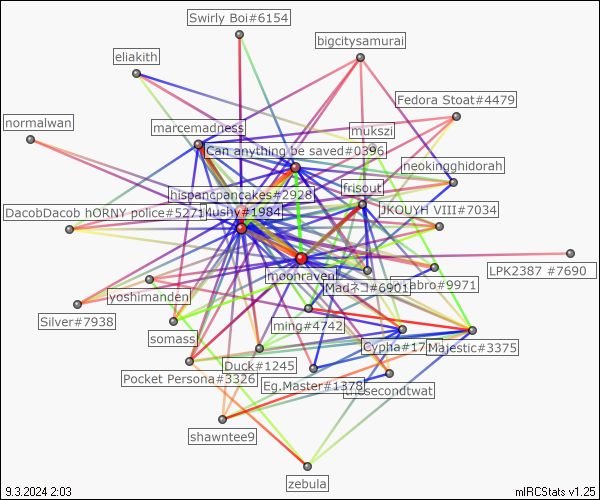 Swirly Boi#6154
bigcitysamurai
eliakith
Fedora Stoat#4479
normalwan
marcemadness
mukszi
Can anything be saved#0396
neokingghidorah
hispancpancakes#2928
frisout
DacobDacob hORNY police#5271
lushy#1984
JKOUYH VIII#7034
moonraven
LPK2387 #7690
Madネコ#6901
abro#9971
yoshimanden
Silver#7938
ming#4742
somass
Cypha#17
Majestic#3375
Duck#1245
Pocket Persona#3326
Eg.Master#1378
thesecondtwat
shawntee9
zebula
9.3.2024 2:03
mIRCStats v1.25